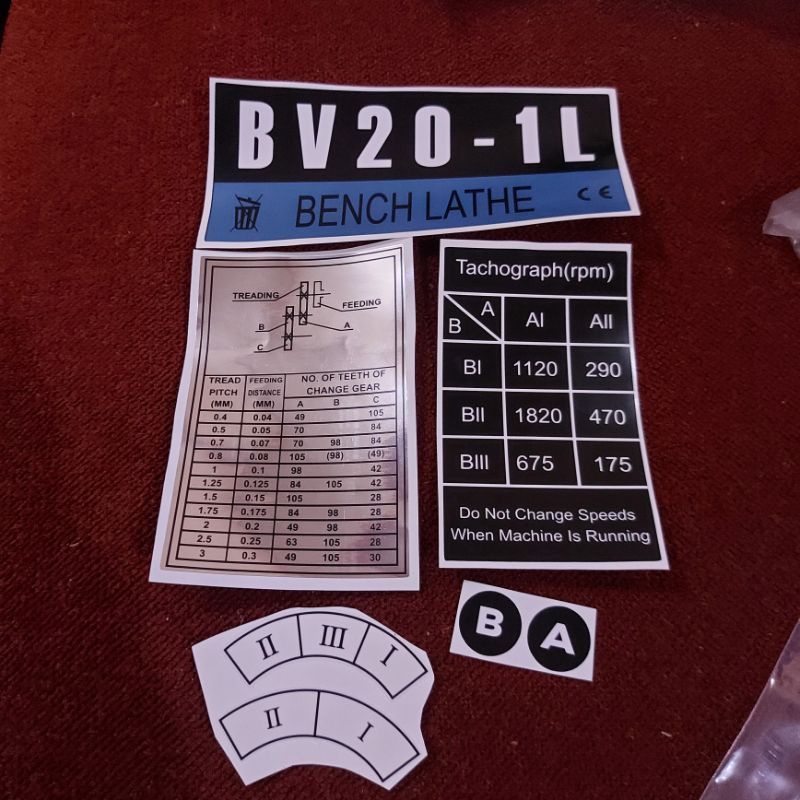 BV20-1L
BENCH LATHE CE
TREADING
FEEDING
B A
C
TREAD PITCH (MM) FEEDING DISTANCE (MM) NO. OF TEETH OF CHANGE GEAR
A B C
0.4 0.04 49 105
0.5 0.05 70 84
0.7 0.07 70 98 84
0.8 0.08 105 (98) (49)
1 0.1 98 42
1.25 0.125 84 105 42
1.5 0.15 105 28
1.75 0.175 84 98 28
2 0.2 49 98 42
2.5 0.25 63 105 28
3 0.3 49 105 30
Tachograph(rpm)
B A AI AII
BI 1120 290
BII 1820 470
BIII 675 175
Do Not Change Speeds
When Machine Is Running
II III I
II I
B A